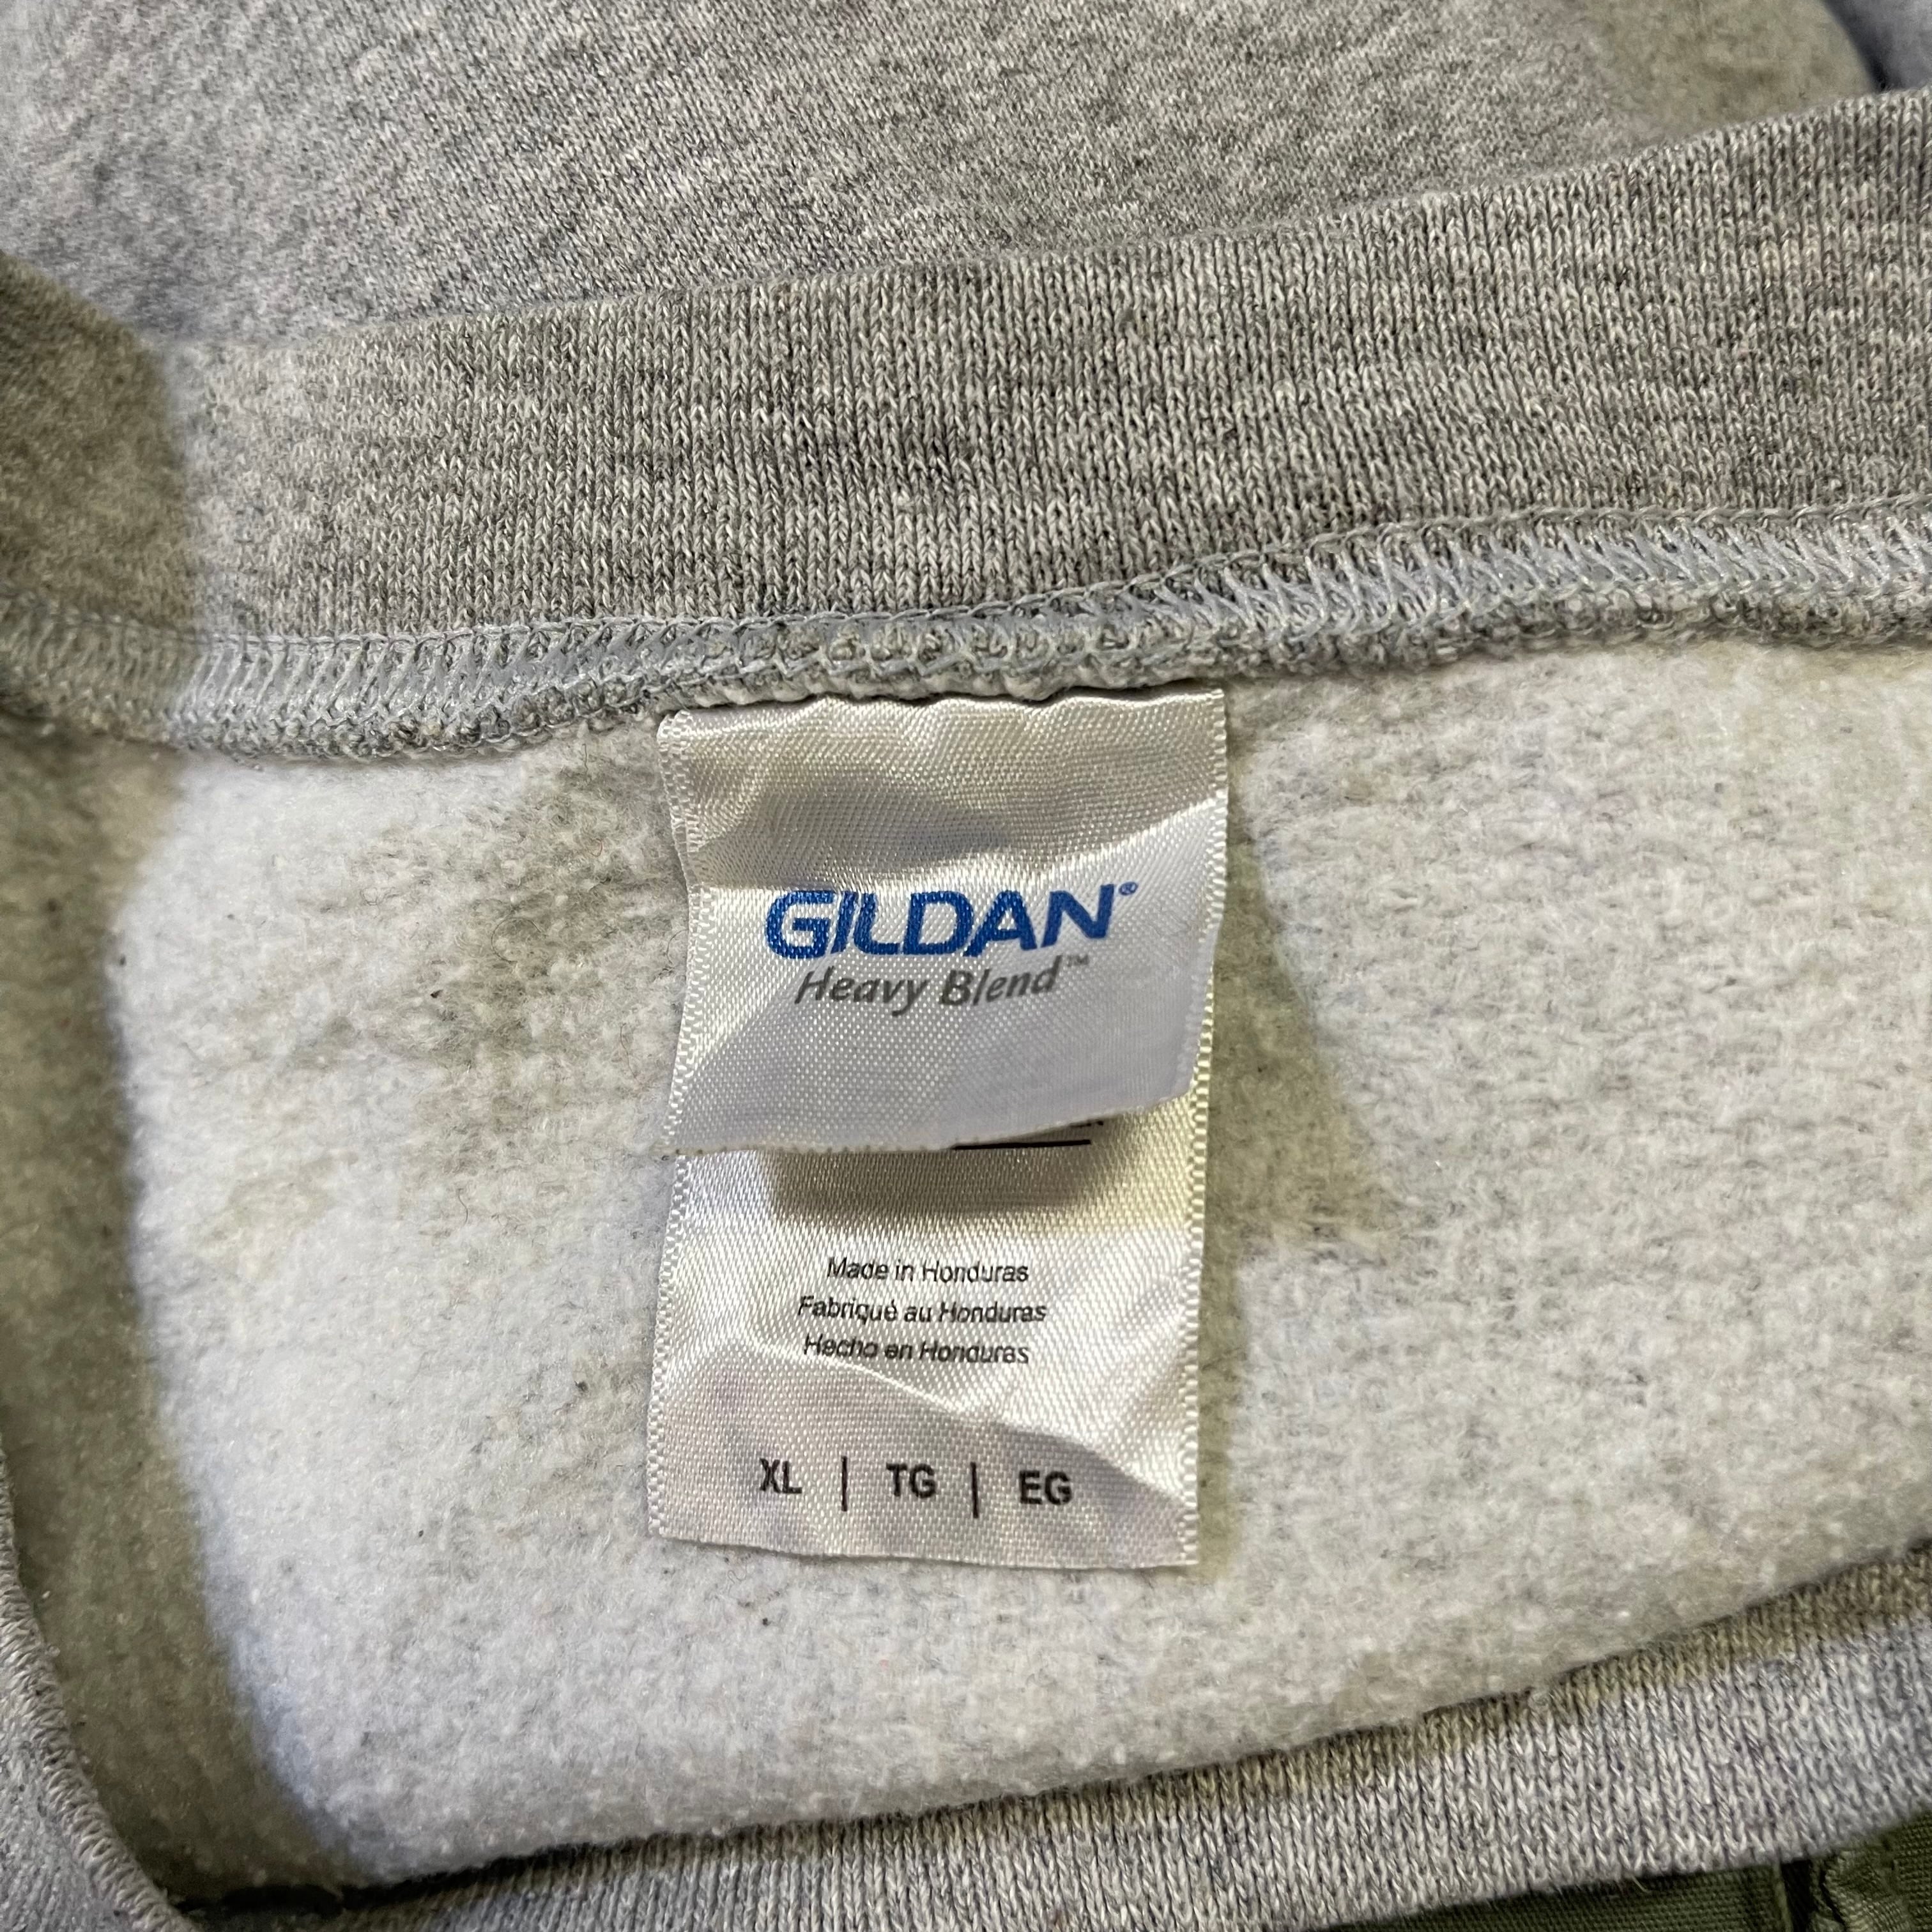 GILDAN®
Heavy Blend™
Made in Honduras
Fabriqué au Honduras
Hecho en Honduras
XL | TG | EG